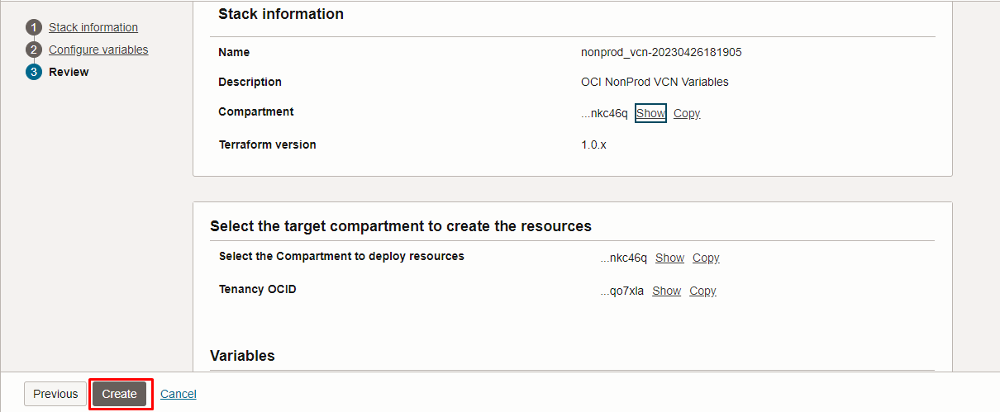 1 Stack information
2 Configure variables
3 Review
Stack information
Name nonprod_vcn-20230426181905
Description OCI NonProd VCN Variables
Compartment ...nkc46q Show Copy
Terraform version 1.0.x
Select the target compartment to create the resources
Select the Compartment to deploy resources ...nkc46q Show Copy
Tenancy OCID ...qo7xla Show Copy
Variables
Previous Create Cancel